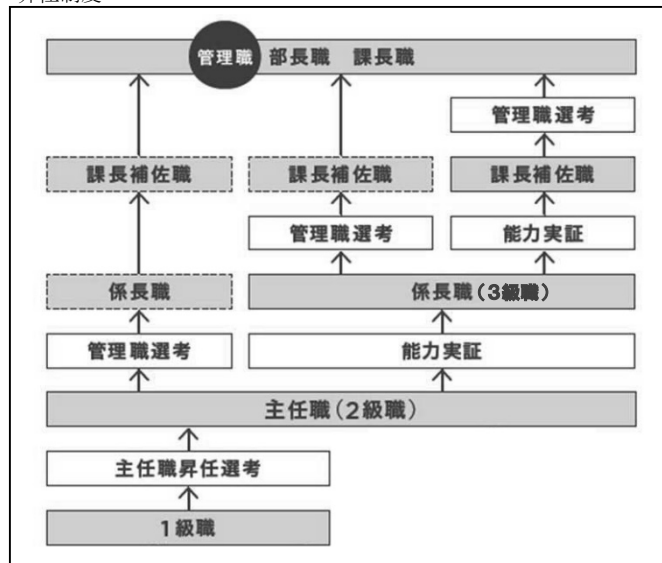 昇任制度
管理職 部長職 課長職
管理職選考
課長補佐職 課長補佐職 課長補佐職
管理職選考 能力実証
係長職 係長職(3級職)
管理職選考 能力実証
主任職(2級職)
主任職昇任選考
1級職